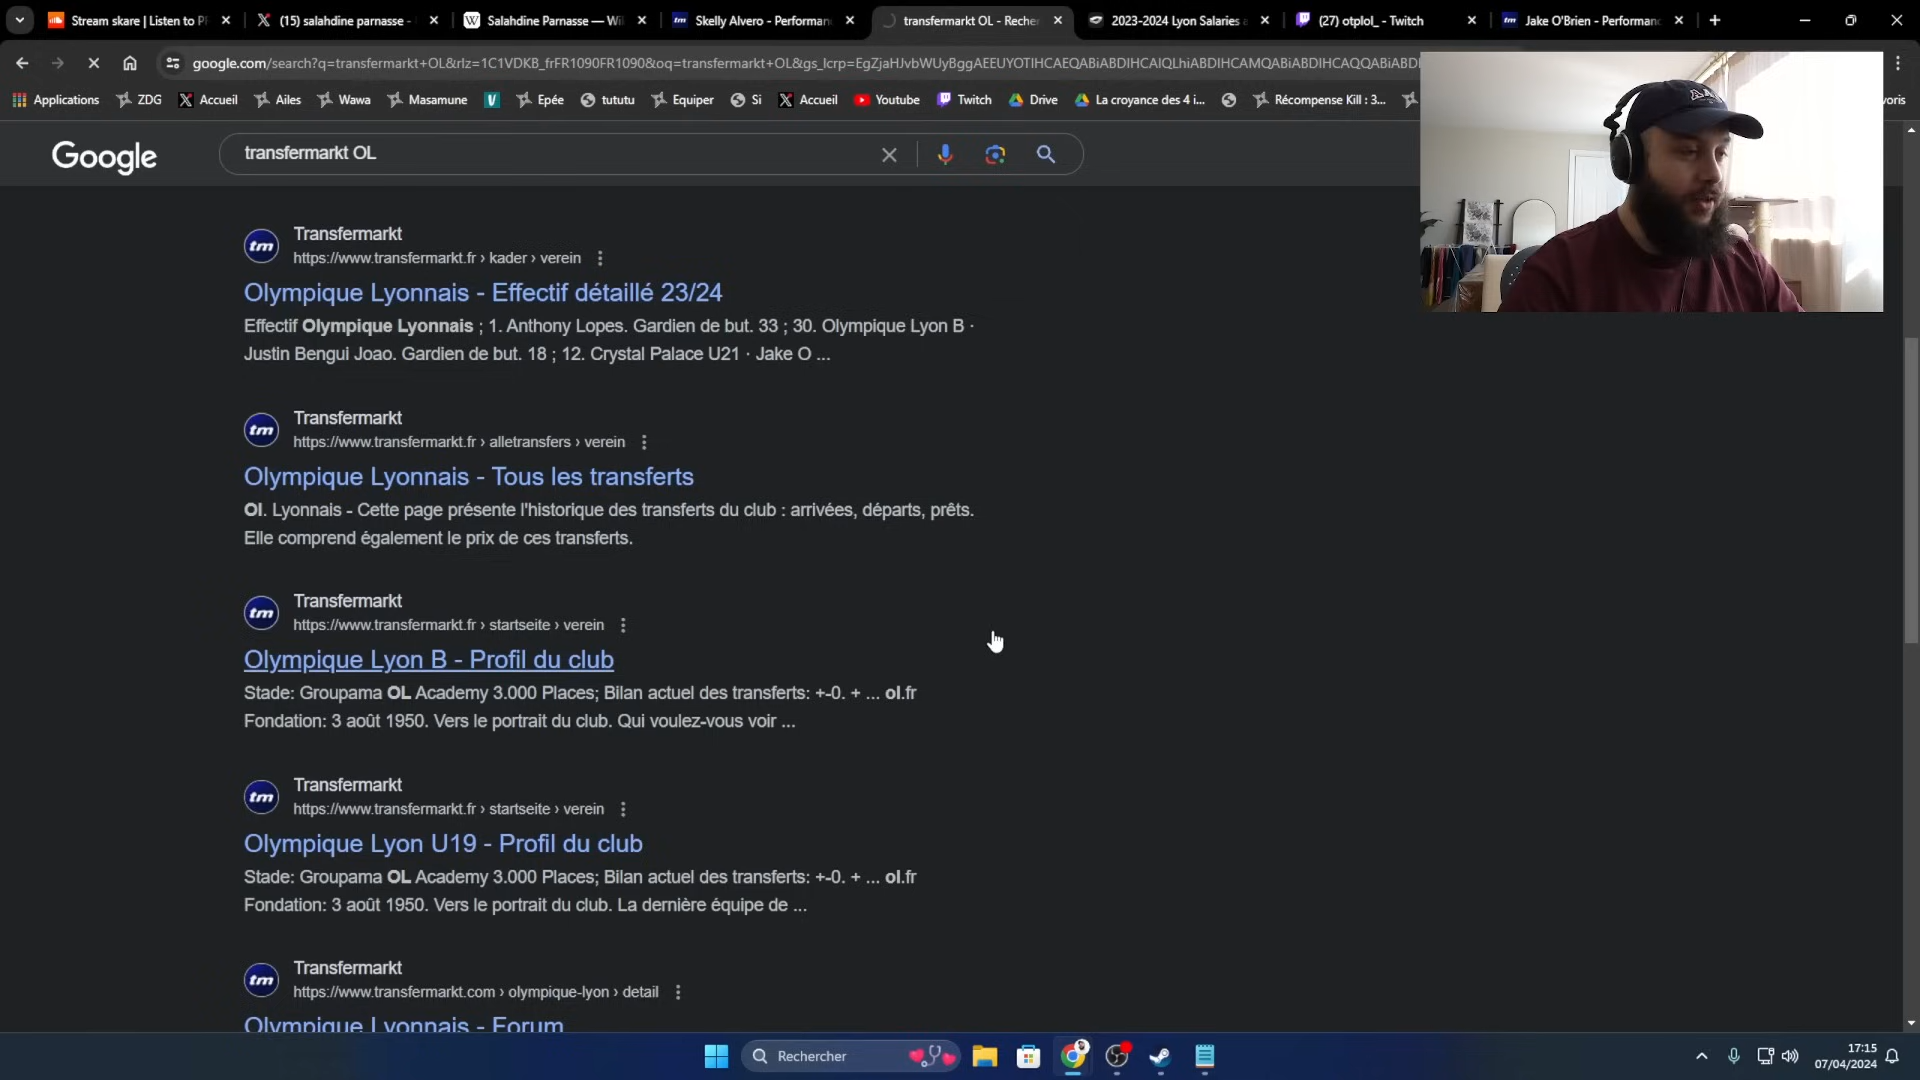 Stream skare | Listen to P
(15) salahdine parnasse -
Salahdine Parnasse — Wi
Skelly Alvero - Performan
transfermarkt OL - Reche
2023-2024 Lyon Salaries a
(27) otplol_ - Twitch
Jake O'Brien - Performanc
google.com/search?q=transfermarkt+OL&rlz=1C1VDKB_frFR1090FR1090&oq=transfermarkt+OL&gs_lcrp=EgZjaHJvbWUyBggAEEUYOTIHCAEQABiABDIHCAIQLhiABDIHCAMQABiABDIHCAQQABiABDI
Applications ZDG Accueil Ailes Wawa Masamune Epée tututu Equiper Si Accueil Youtube Twitch Drive La croyance des 4 i... Récompense Kill : 3... voris
Google
transfermarkt OL
Transfermarkt
https://www.transfermarkt.fr › kader › verein
Olympique Lyonnais - Effectif détaillé 23/24
Effectif Olympique Lyonnais ; 1. Anthony Lopes. Gardien de but. 33 ; 30. Olympique Lyon B ·
Justin Bengui Joao. Gardien de but. 18 ; 12. Crystal Palace U21 · Jake O ...
Transfermarkt
https://www.transfermarkt.fr › alletransfers › verein
Olympique Lyonnais - Tous les transferts
Ol. Lyonnais - Cette page présente l'historique des transferts du club : arrivées, départs, prêts.
Elle comprend également le prix de ces transferts.
Transfermarkt
https://www.transfermarkt.fr › startseite › verein
Olympique Lyon B - Profil du club
Stade: Groupama OL Academy 3.000 Places; Bilan actuel des transferts: +-0. + ... ol.fr
Fondation: 3 août 1950. Vers le portrait du club. Qui voulez-vous voir ...
Transfermarkt
https://www.transfermarkt.fr › startseite › verein
Olympique Lyon U19 - Profil du club
Stade: Groupama OL Academy 3.000 Places; Bilan actuel des transferts: +-0. + ... ol.fr
Fondation: 3 août 1950. Vers le portrait du club. La dernière équipe de ...
Transfermarkt
https://www.transfermarkt.com › olympique-lyon › detail
Olympique Lyonnais - Forum
Rechercher
17:15
07/04/2024